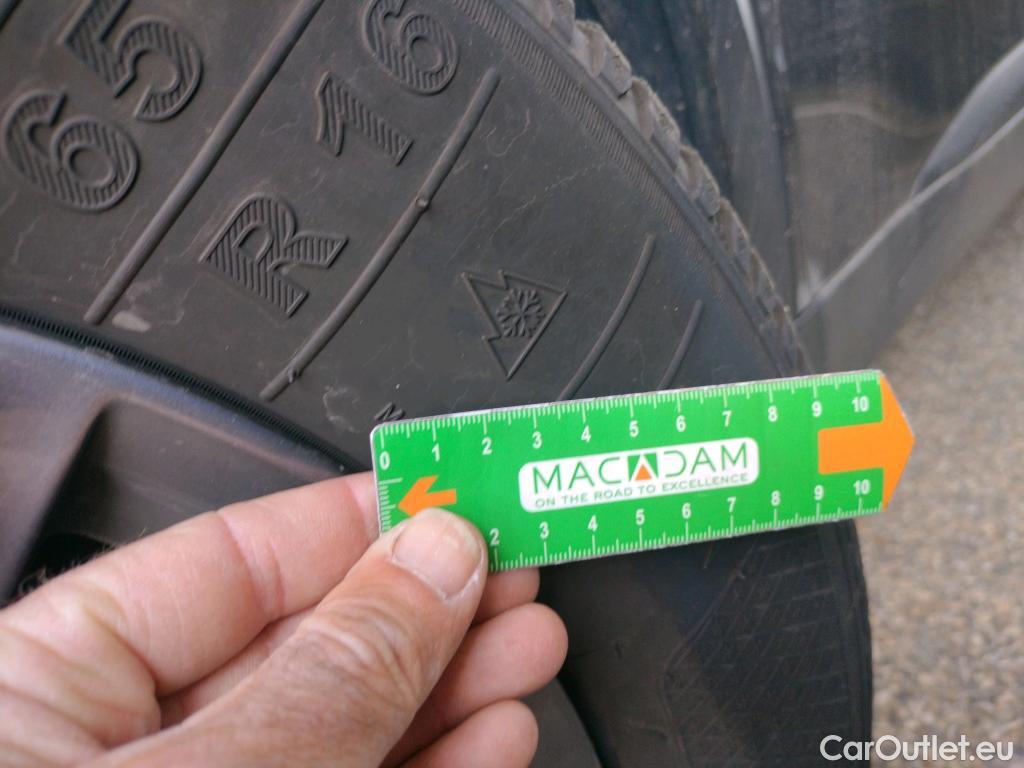 65 R 16
0 1 2 3 4 5 6 7 8 9 10
MACADAM
ON THE ROAD TO EXCELLENCE
2 3 4 5 6 7 8 9 10
CarOutlet.eu